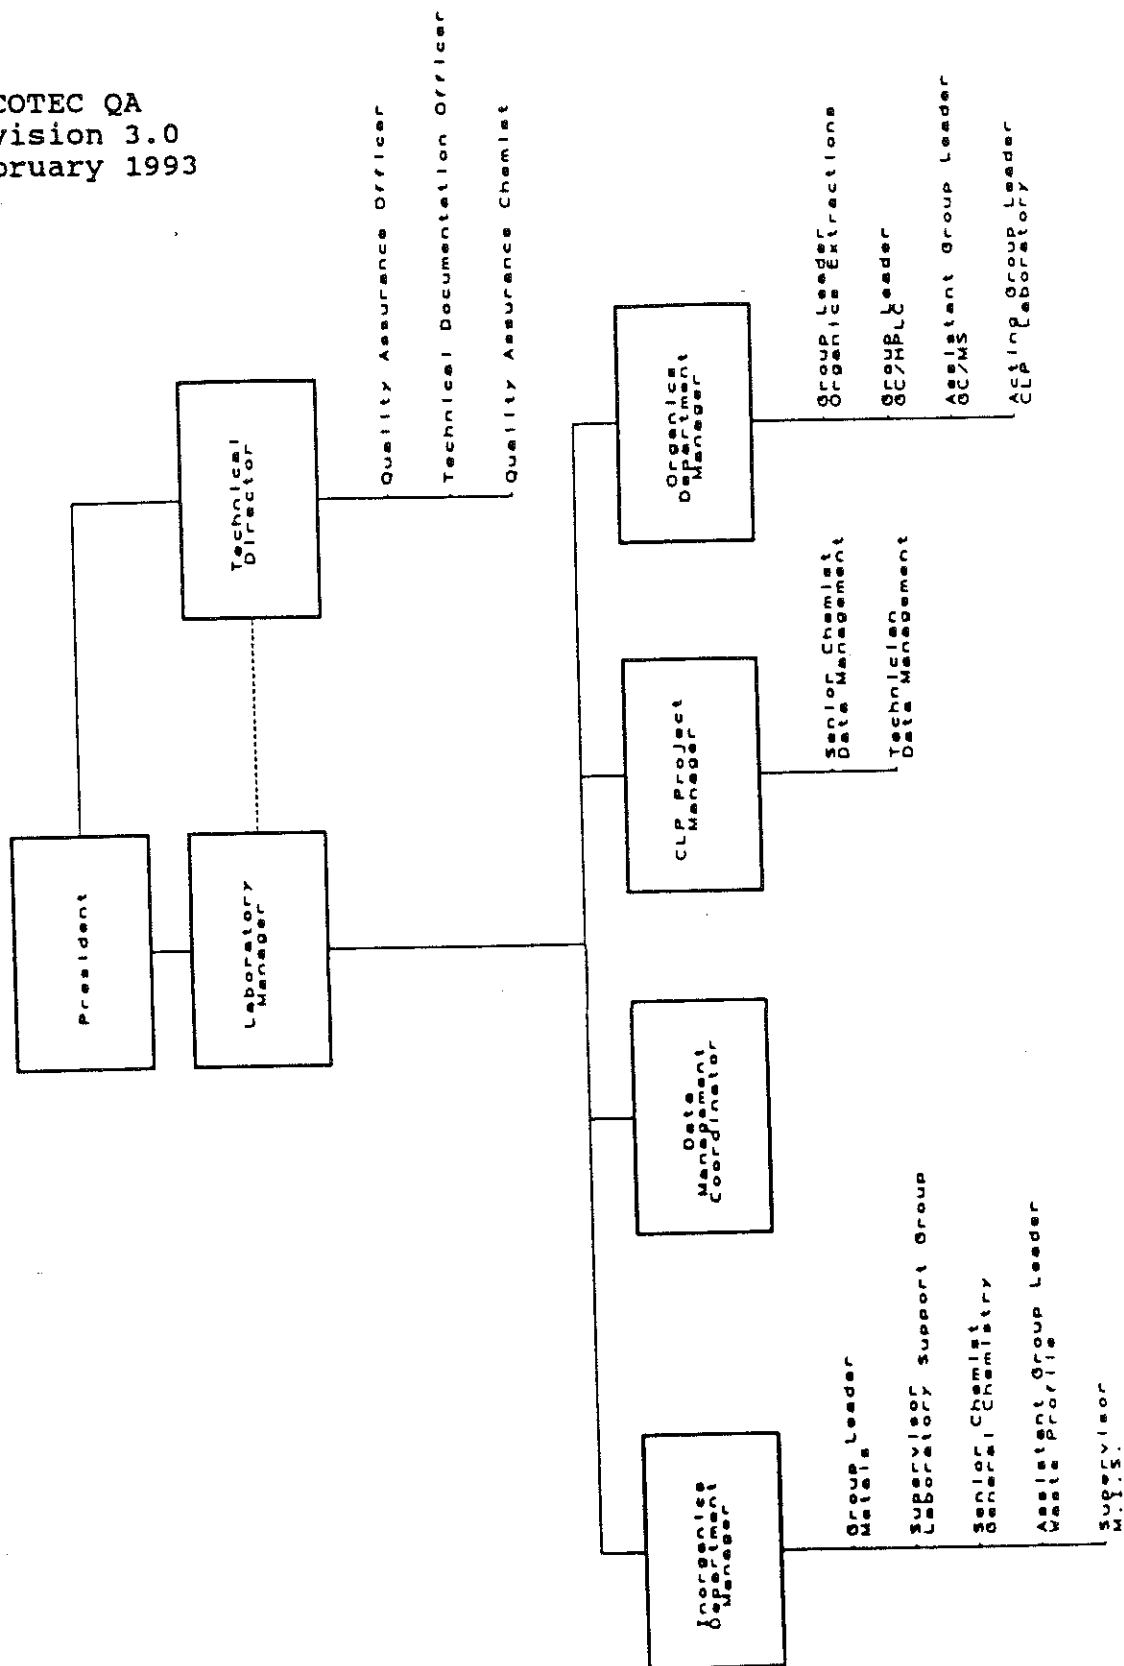 COTEC QA
vision 3.0
bruary 1993
President
Laboratory
Manager
Technical
Director
Quality Assurance Officer
Technical Documentation Officer
Quality Assurance Chemist
Inorganics
Department
Manager
Group Leader
Metals
Supervisor
Laboratory Support Group
Senior Chemist
General Chemistry
Assistant Group Leader
Waste Profile
Supervisor
M.I.S.
Data
Management
Coordinator
CLP Project
Manager
Senior Chemist
Data Management
Technician
Data Management
Organics
Department
Manager
Group Leader
Organics Extractions
Group Leader
GC/HPLC
Assistant Group Leader
GC/MS
Acting Group Leader
CLP Laboratory